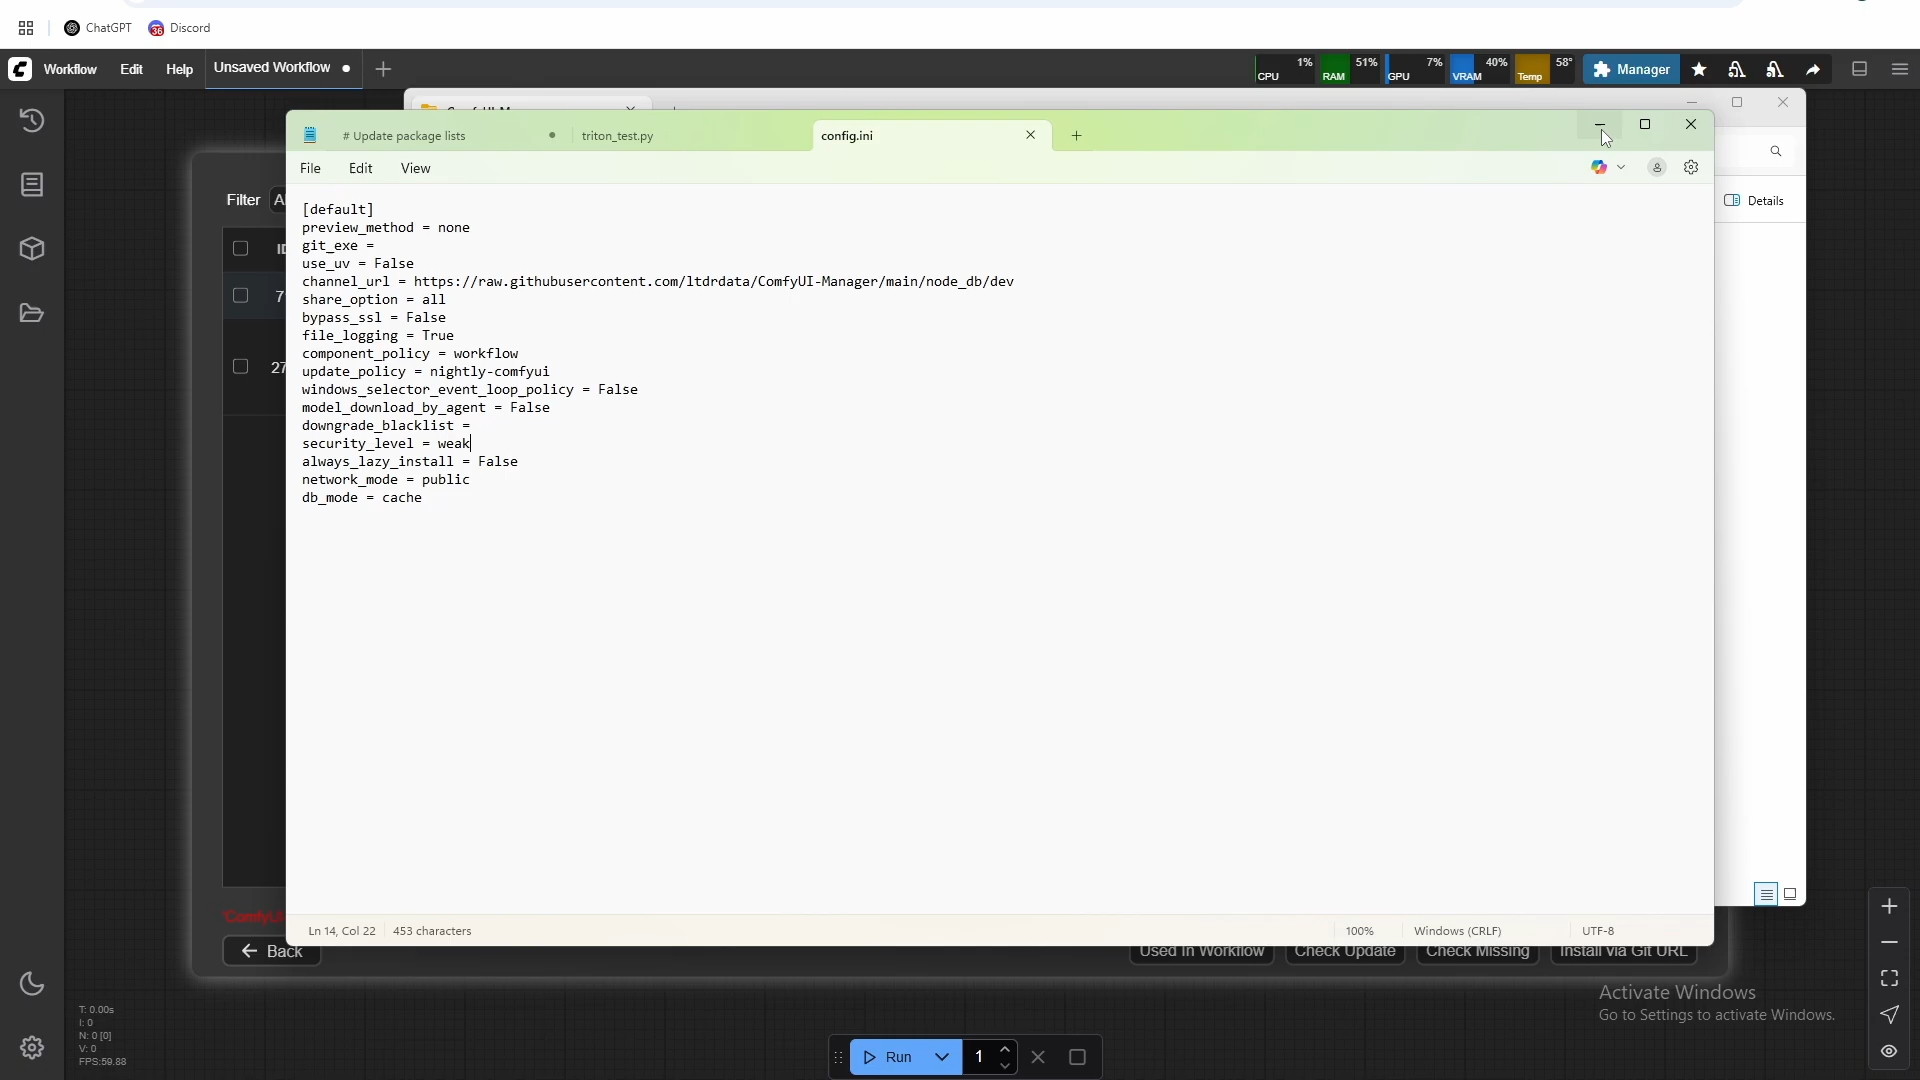 ChatGPT
36
Discord
Workflow
Edit
Help
Unsaved Workflow
CPU 1%
RAM 51%
GPU 7%
VRAM 40%
Temp 58°
Manager
# Update package lists
triton_test.py
config.ini
File
Edit
View
Details
Filter
[default]
preview_method = none
git_exe =
use_uv = False
channel_url = https://raw.githubusercontent.com/ltdrdata/ComfyUI-Manager/main/node_db/dev
share_option = all
bypass_ssl = False
file_logging = True
component_policy = workflow
update_policy = nightly-comfyui
windows_selector_event_loop_policy = False
model_download_by_agent = False
downgrade_blacklist =
security_level = weak
always_lazy_install = False
network_mode = public
db_mode = cache
Ln 14, Col 22
453 characters
100%
Windows (CRLF)
UTF-8
Back
Used In Workflow
Check Update
Check Missing
Install via Git URL
Activate Windows
Go to Settings to activate Windows.
T: 0.00s
I: 0
N: 0 [0]
V: 0
FPS:59.88
Run
1